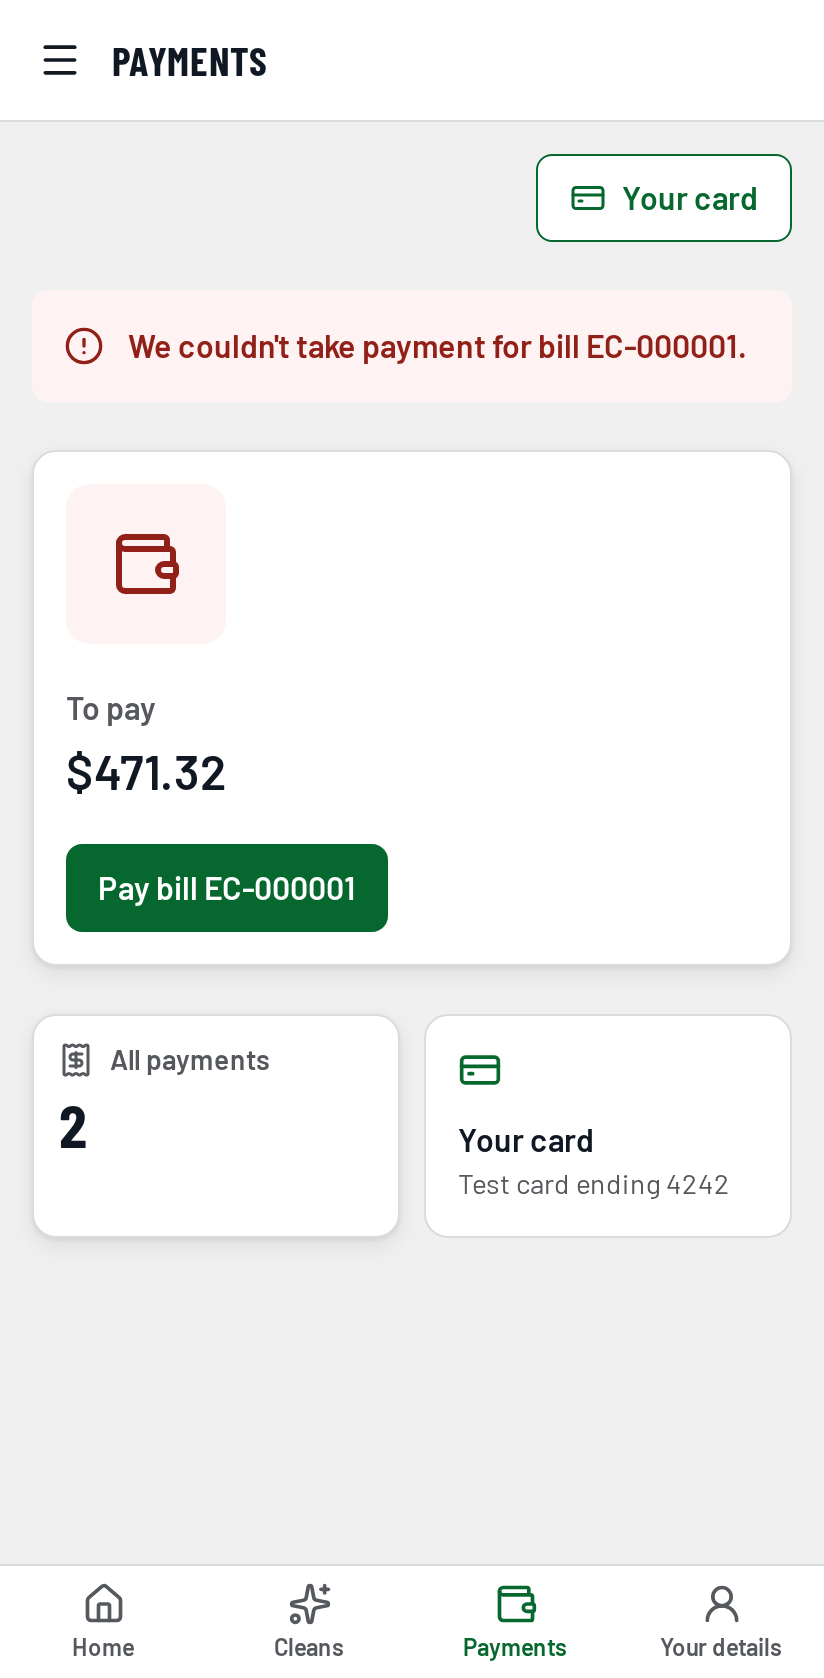 PAYMENTS
Your card
We couldn't take payment for bill EC-000001.
To pay
$471.32
Pay bill EC-000001
All payments
2
Your card
Test card ending 4242
Home
Cleans
Payments
Your details